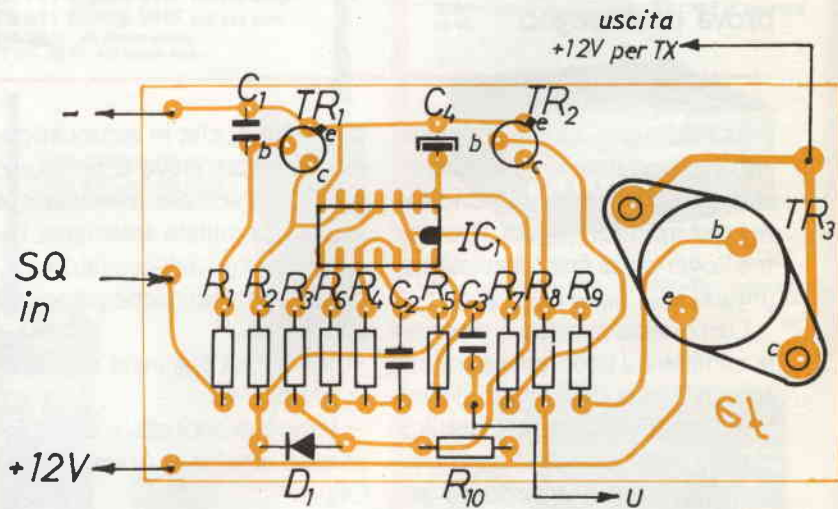 uscita
+12V per TX
C1 TR1 C4 TR2
-
e e
b b
c c
TR3
b
IC1
SQ
in
R1 R2 R3 R6 R4 C2 R5 C3 R7 R8 R9
e
c
+12V
D1 R10 U